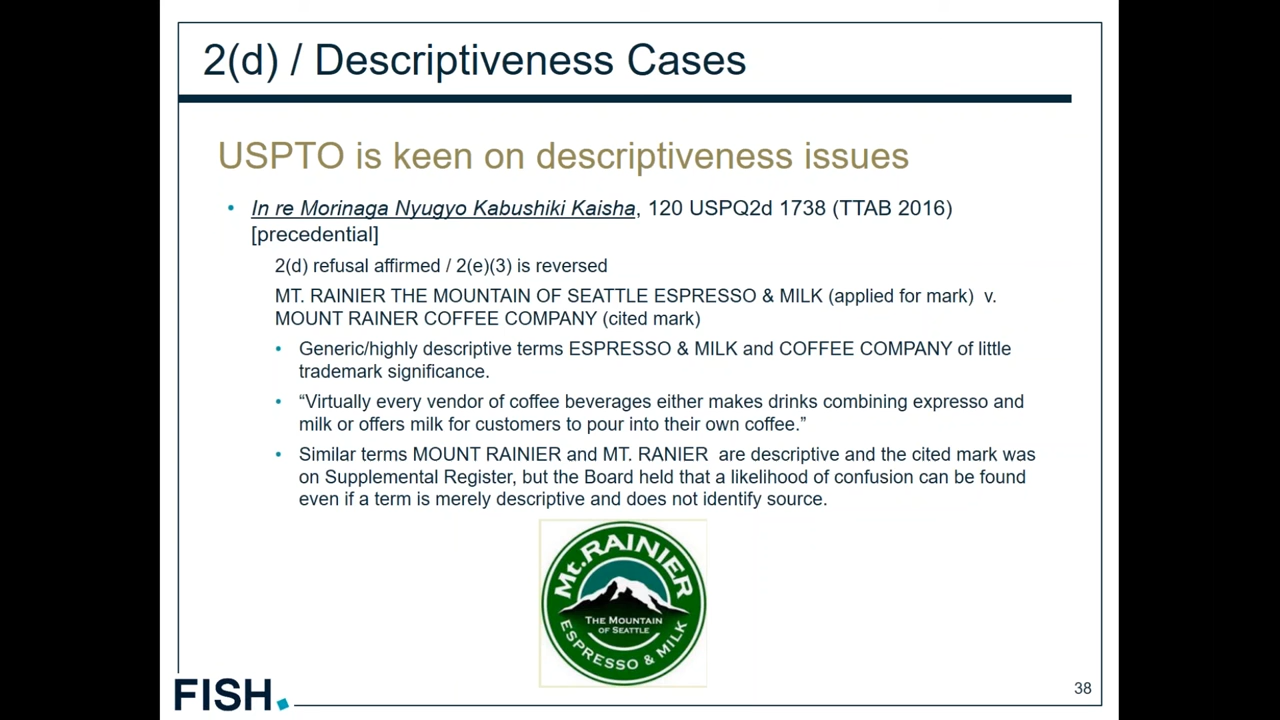 2(d) / Descriptiveness Cases
USPTO is keen on descriptiveness issues
• In re Morinaga Nyugyo Kabushiki Kaisha, 120 USPQ2d 1738 (TTAB 2016)
[precedential]
2(d) refusal affirmed / 2(e)(3) is reversed
MT. RAINIER THE MOUNTAIN OF SEATTLE ESPRESSO & MILK (applied for mark) v.
MOUNT RAINER COFFEE COMPANY (cited mark)
• Generic/highly descriptive terms ESPRESSO & MILK and COFFEE COMPANY of little
trademark significance.
• “Virtually every vendor of coffee beverages either makes drinks combining expresso and
milk or offers milk for customers to pour into their own coffee.”
• Similar terms MOUNT RAINIER and MT. RANIER are descriptive and the cited mark was
on Supplemental Register, but the Board held that a likelihood of confusion can be found
even if a term is merely descriptive and does not identify source.
Mt. RAINIER
THE MOUNTAIN
OF SEATTLE
ESPRESSO & MILK
FISH.
38